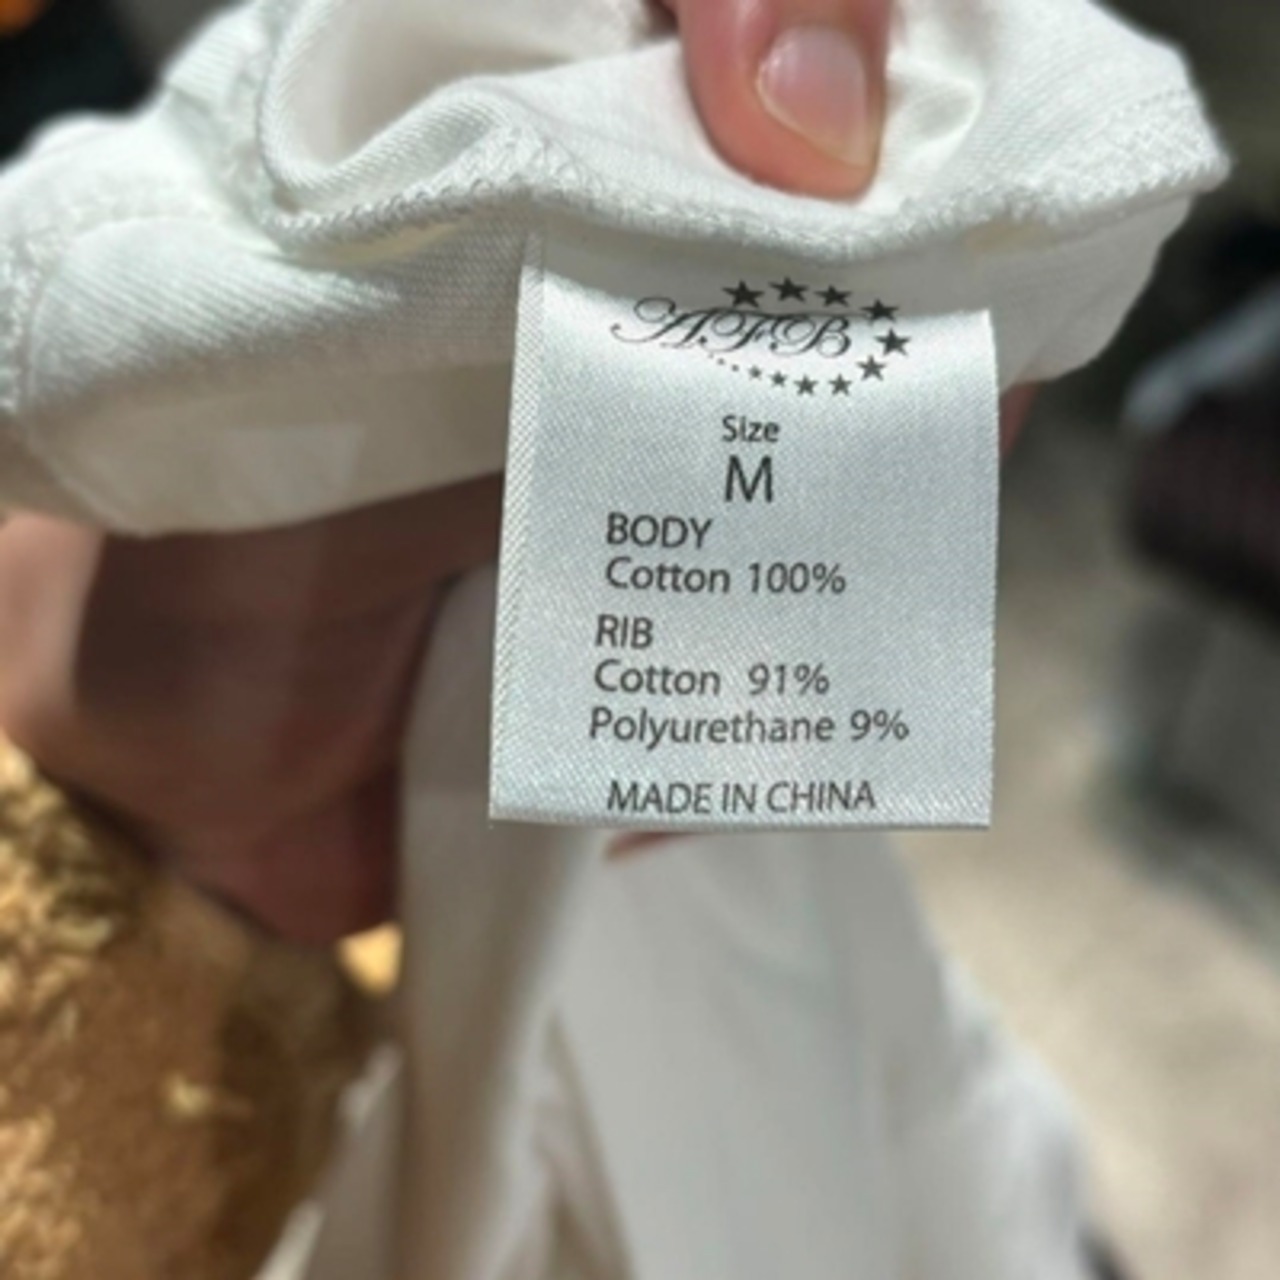 AFB
Size
M
BODY
Cotton 100%
RIB
Cotton 91%
Polyurethane 9%
MADE IN CHINA